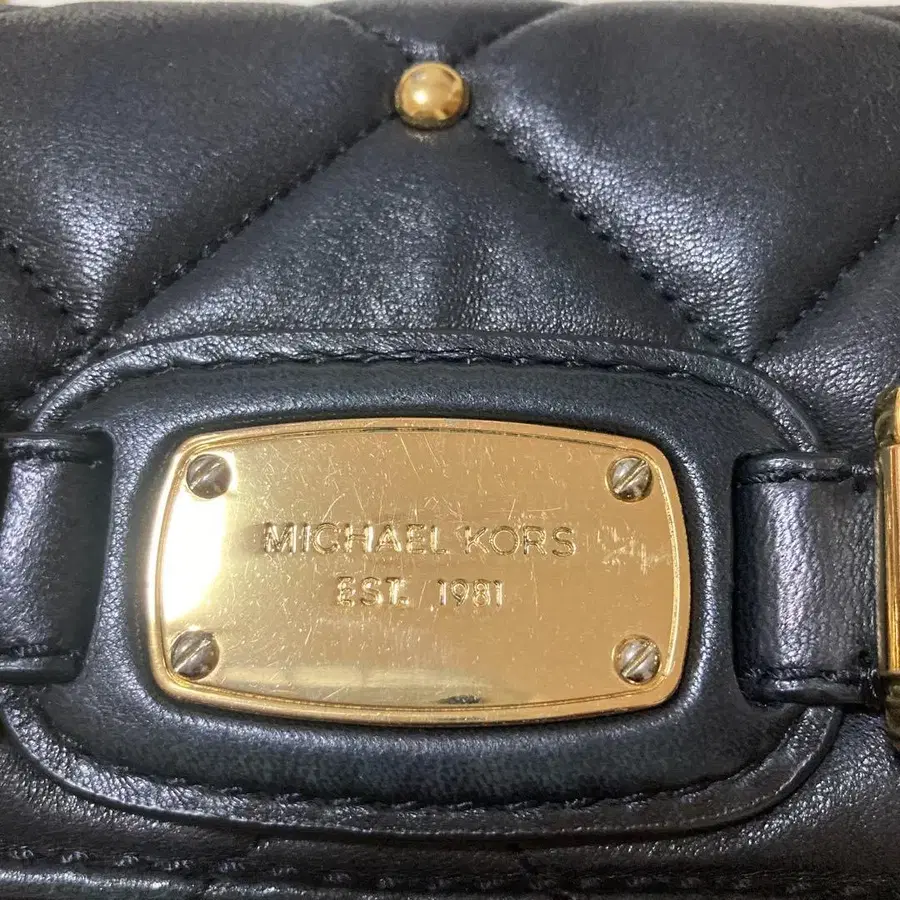 MICHAEL KORS
EST. 1981